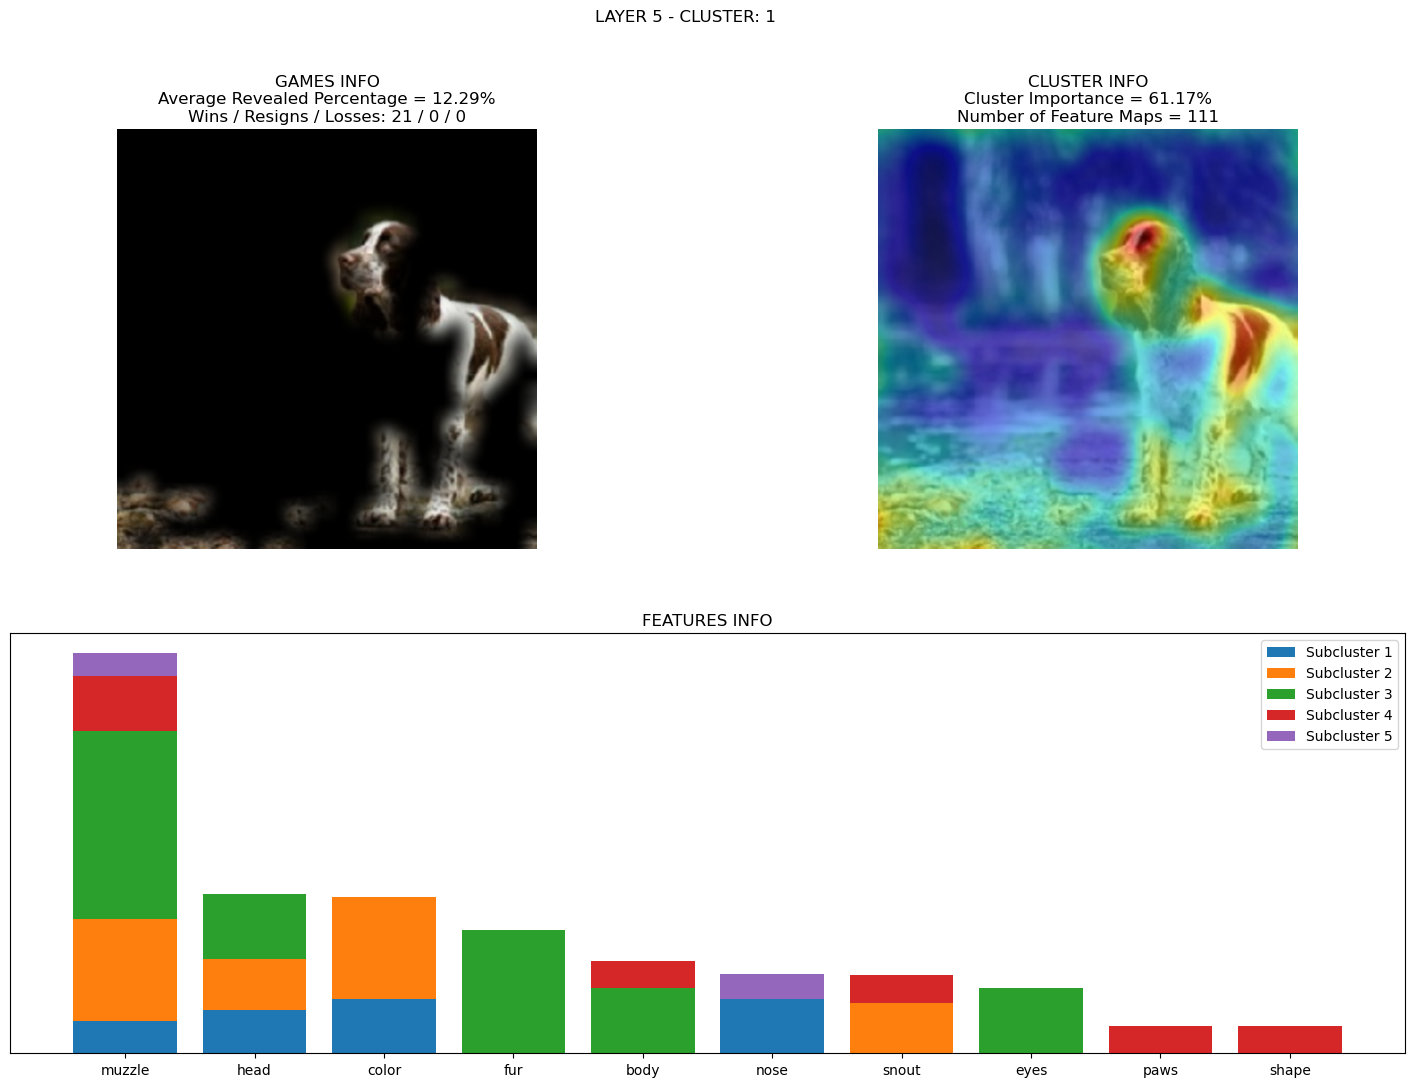 LAYER 5 - CLUSTER: 1
GAMES INFO
Average Revealed Percentage = 12.29%
Wins / Resigns / Losses: 21 / 0 / 0
CLUSTER INFO
Cluster Importance = 61.17%
Number of Feature Maps = 111
FEATURES INFO
Subcluster 1
Subcluster 2
Subcluster 3
Subcluster 4
Subcluster 5
muzzle head color fur body nose snout eyes paws shape